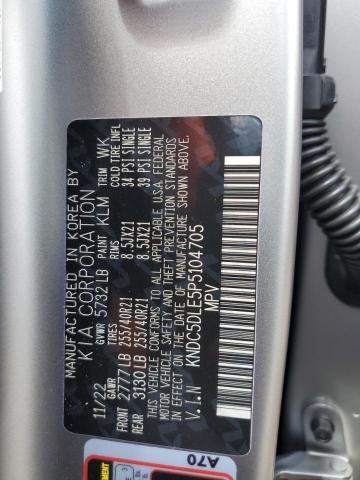 MANUFACTURED IN KOREA BY
KIA CORPORATION
11/22 GVWR 5732 LB PAINT KLM TRIM WK
GAWR TIRES RIMS COLD TIRE INFL
FRONT 2777 LB 255/40R21 8.5JX21 34 PSI SINGLE
REAR 3130 LB 255/40R21 8.5JX21 39 PSI SINGLE
THIS VEHICLE CONFORMS TO ALL APPLICABLE U.S.A. FEDERAL
MOTOR VEHICLE SAFETY, BUMPER AND THEFT PREVENTION STANDARDS
IN EFFECT ON THE DATE OF MANUFACTURE SHOWN ABOVE.
V.I.N KNDC5DLE5P5104705
MPV
A70